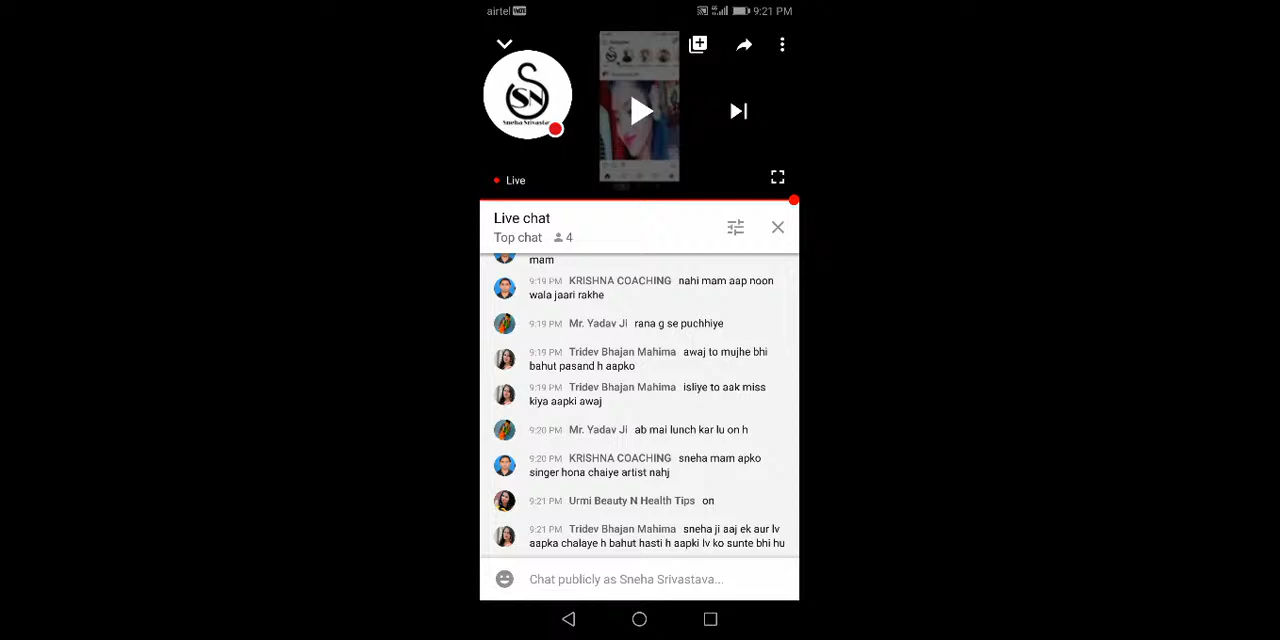 airtel
9:21 PM
SN
Sneha Srivasta
Live
Live chat
Top chat 4
mam
9:19 PM KRISHNA COACHING nahi mam aap noon
wala jaari rakhe
9:19 PM Mr. Yadav Ji rana g se puchhiye
9:19 PM Tridev Bhajan Mahima awaj to mujhe bhi
bahut pasand h aapko
9:19 PM Tridev Bhajan Mahima isliye to aak miss
kiya aapki awaj
9:20 PM Mr. Yadav Ji ab mai lunch kar lu on h
9:20 PM KRISHNA COACHING sneha mam apko
singer hona chaiye artist nahj
9:21 PM Urmi Beauty N Health Tips on
9:21 PM Tridev Bhajan Mahima sneha ji aaj ek aur lv
aapka chalaye h bahut hasti h aapki lv ko sunte bhi hu
Chat publicly as Sneha Srivastava...